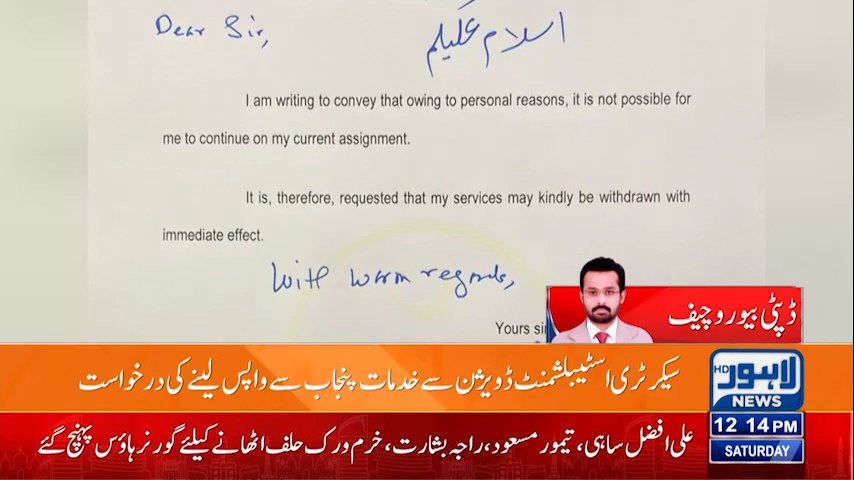 Dear Sir,
اسلام علیکم
I am writing to convey that owing to personal reasons, it is not possible for
me to continue on my current assignment.
It is, therefore, requested that my services may kindly be withdrawn with
immediate effect.
With warm regards,
Yours sin
ڈپٹی بیورو چیف
سیکرٹری اسٹیبلشمنٹ ڈویژن سے خدمات پنجاب سے واپس لینے کی درخواست
HD لاہور
NEWS
12 14 PM
SATURDAY
علی افضل ساہی، تیمور مسعود، راجہ بشارت، خرم ورک حلف اٹھانے کیلئے گورنر ہاؤس پہنچ گئے